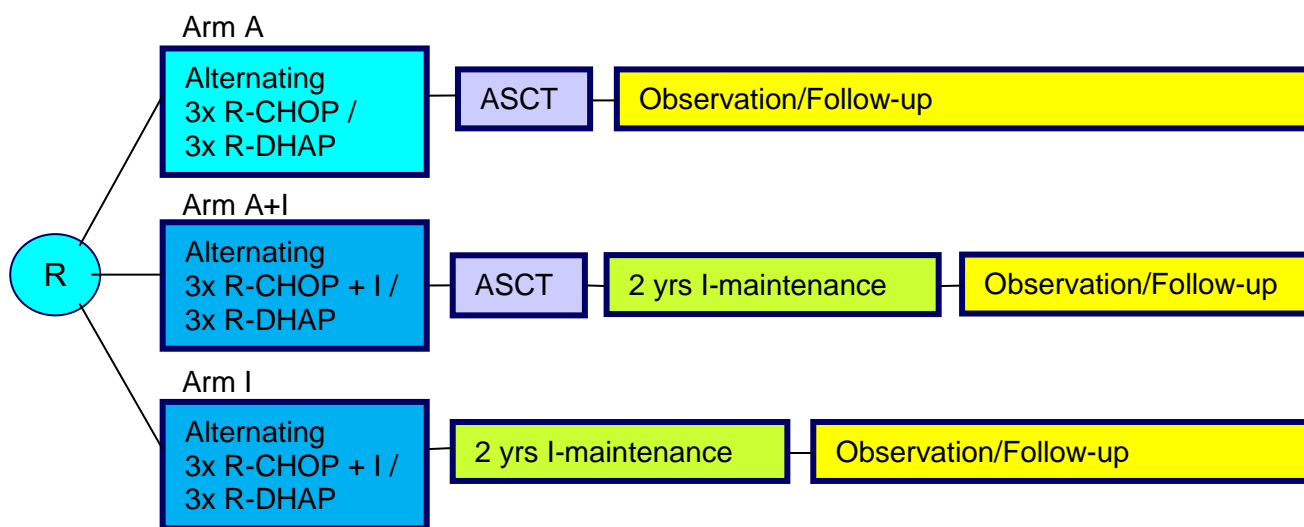 Arm A
Alternating
3x R-CHOP /
3x R-DHAP
ASCT
Observation/Follow-up
R
Arm A+I
Alternating
3x R-CHOP + I /
3x R-DHAP
ASCT
2 yrs I-maintenance
Observation/Follow-up
Arm I
Alternating
3x R-CHOP + I /
3x R-DHAP
2 yrs I-maintenance
Observation/Follow-up